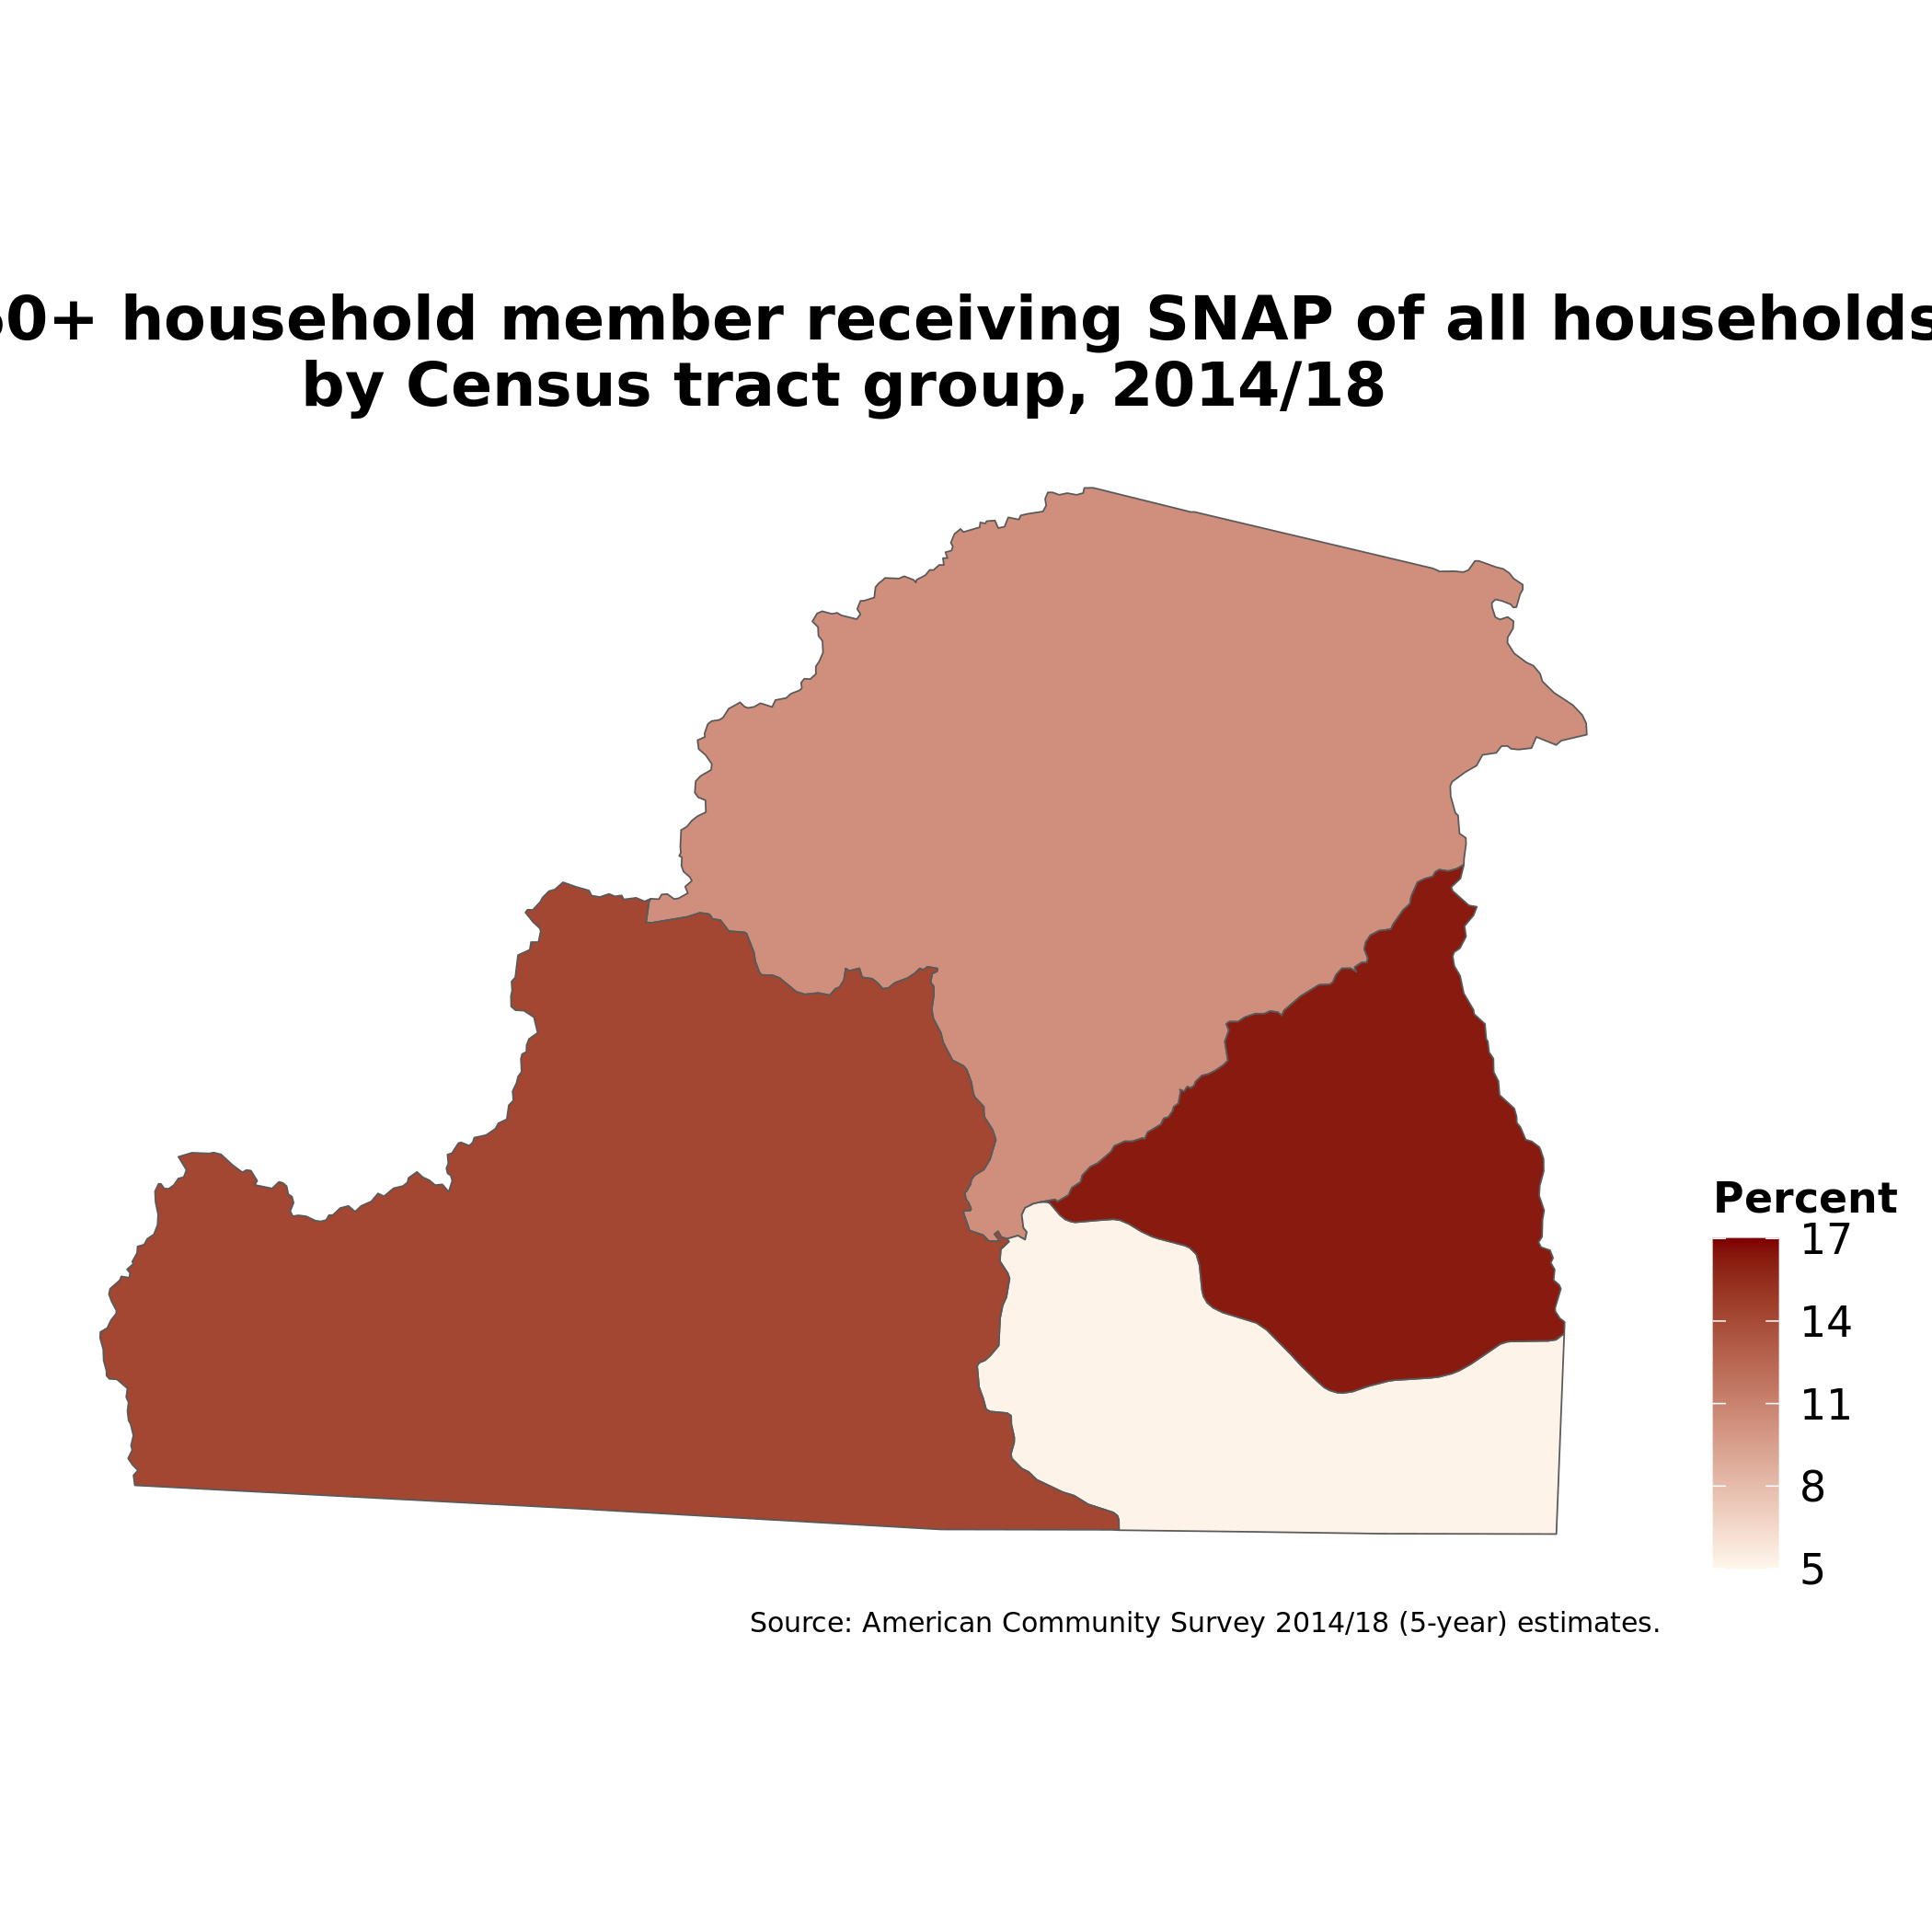 0+ household member receiving SNAP of all households
by Census tract group, 2014/18
Percent
17
14
11
8
5
Source: American Community Survey 2014/18 (5-year) estimates.